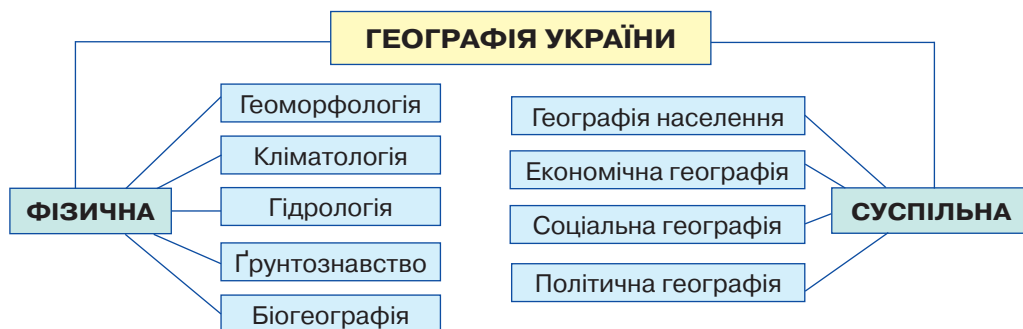 ГЕОГРАФІЯ УКРАЇНИ
ФІЗИЧНА
Геоморфологія
Кліматологія
Гідрологія
Ґрунтознавство
Біогеографія
СУСПІЛЬНА
Географія населення
Економічна географія
Соціальна географія
Політична географія